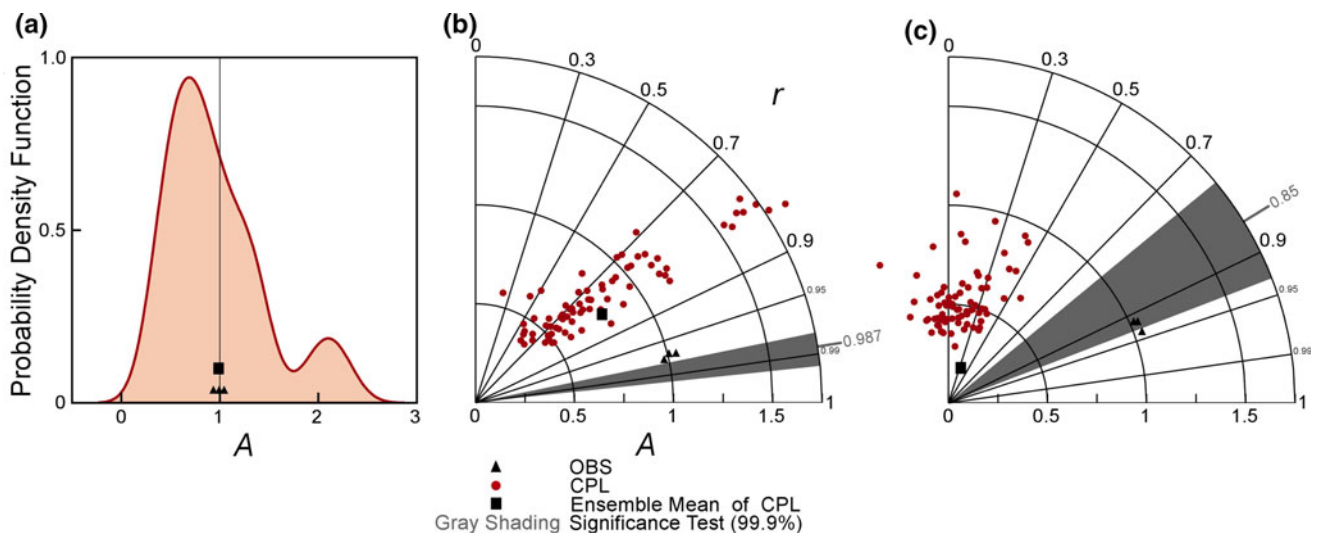 (a)
Probability Density Function
1.0
0.5
0
0 1 2 3
A
(b)
r
0
0.3
0.5
0.7
0.9
0.95
0.987
0.99
1
0 0.5 1 1.5
A
(c)
0
0.3
0.5
0.7
0.85
0.9
0.95
0.99
1
0 0.5 1 1.5
OBS
CPL
Ensemble Mean of CPL
Gray Shading Significance Test (99.9%)